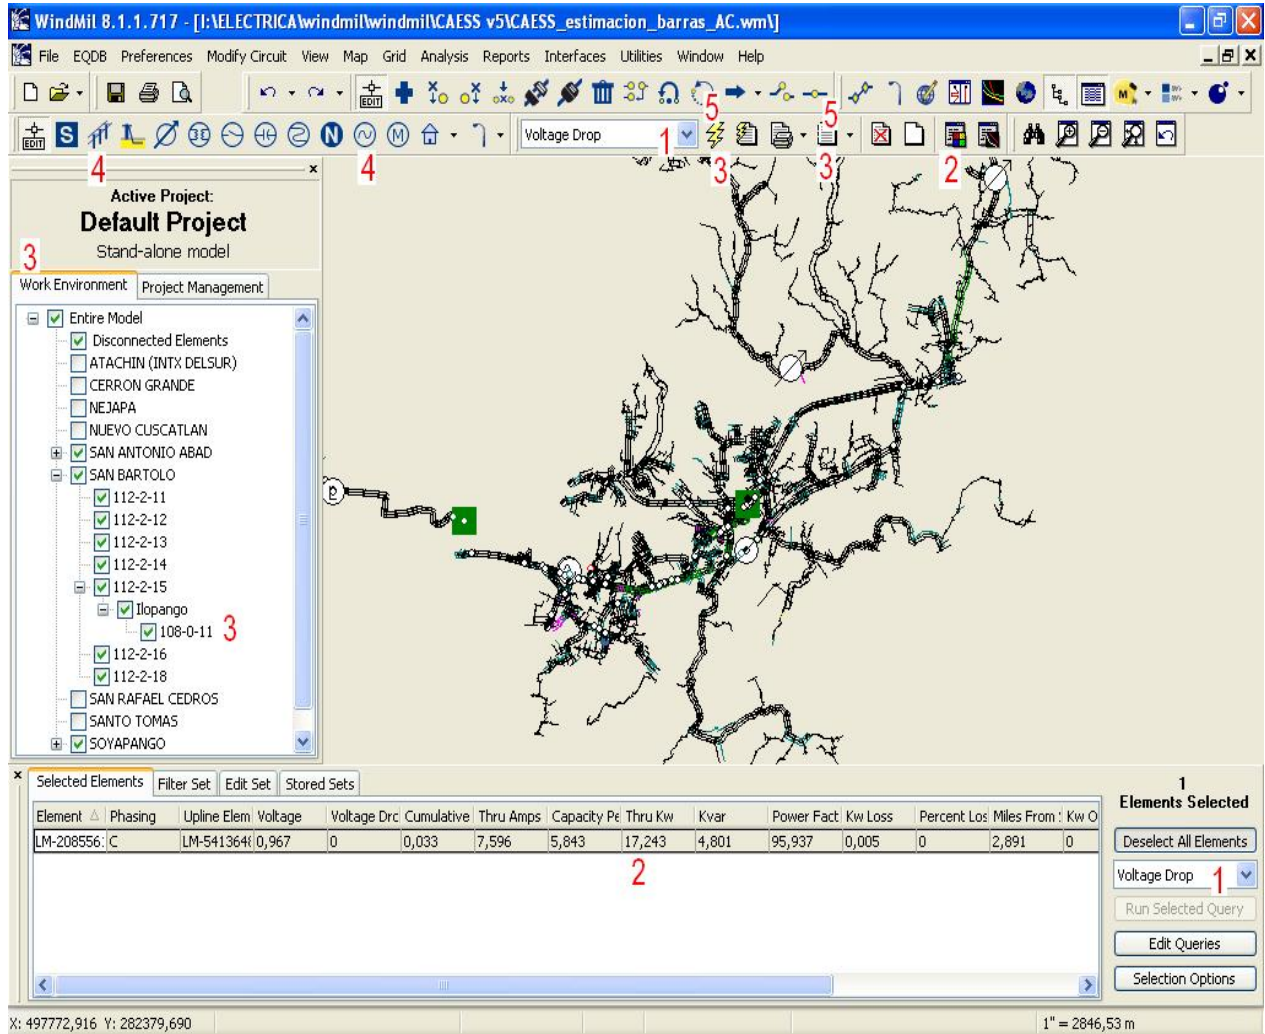 WindMil 8.1.1.717 - [I:\ELECTRICA\windmil\windmil\CAESS v5\CAESS_estimacion_barras_AC.wm\]
File EQDB Preferences Modify Circuit View Map Grid Analysis Reports Interfaces Utilities Window Help
EDIT
5 5
EDIT S N M Voltage Drop 1
4 4 3 3 2
Active Project:
Default Project
Stand-alone model
3
Work Environment Project Management
Entire Model
Disconnected Elements
ATACHIN (INTX DELSUR)
CERRON GRANDE
NEJAPA
NUEVO CUSCATLAN
SAN ANTONIO ABAD
SAN BARTOLO
112-2-11
112-2-12
112-2-13
112-2-14
112-2-15
Ilopango
108-0-11 3
112-2-16
112-2-18
SAN RAFAEL CEDROS
SANTO TOMAS
SOYAPANGO
Selected Elements Filter Set Edit Set Stored Sets
Element Phasing Upline Elem Voltage Voltage Drc Cumulative Thru Amps Capacity Pe Thru Kw Kvar Power Fact Kw Loss Percent Los Miles From Kw O
LM-208556 C LM-541364 0,967 0 0,033 7,596 5,843 17,243 4,801 95,937 0,005 0 2,891 0
2
1
Elements Selected
Deselect All Elements
Voltage Drop 1
Run Selected Query
Edit Queries
Selection Options
X: 497772,916 Y: 282379,690 1" = 2846,53 m